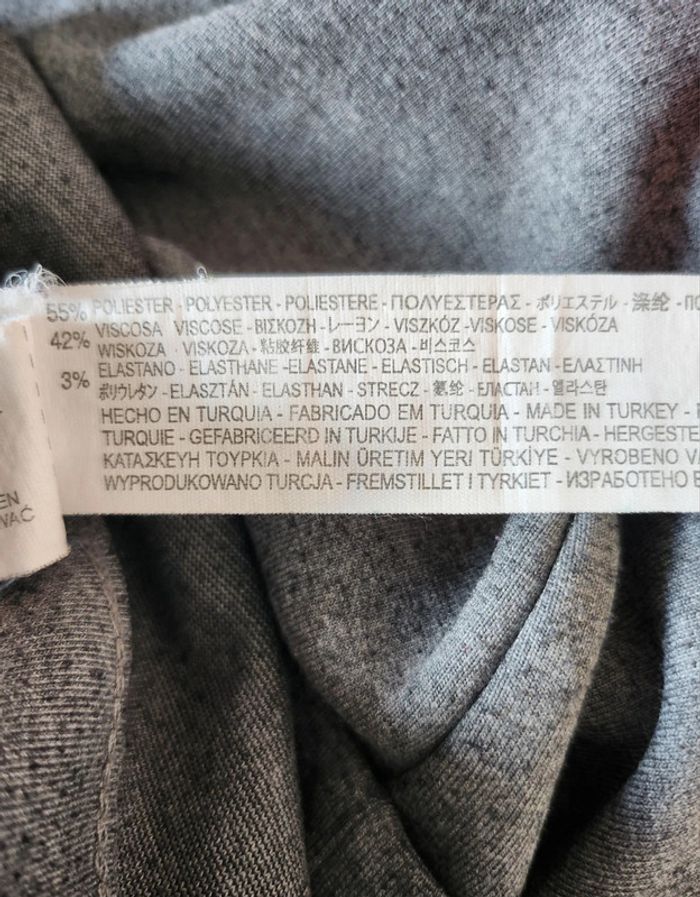 55% POLIESTER - POLYESTER - POLIESTERE - ΠΟΛΥΕΣΤΕΡΑΣ - ポリエステル - 涤纶 - ПО
VISCOSA VISCOSE - ΒΙΣΚΟΖΗ - レーヨン - VISZKÓZ - VISKOSE - VISKÓZA
42% WISKOZA - VISKOZA - 粘胶纤维 - ВИСКОЗА - 비스코스
ELASTANO - ELASTHANE - ELASTANE - ELASTISCH - ELASTAN - ΕΛΑΣΤΙΝΗ
3% ポリウレタン - ELASZTÁN - ELASTHAN - STRECZ - 氨纶 - ЕЛАСТАН - 엘라스탄
HECHO EN TURQUIA - FABRICADO EM TURQUIA - MADE IN TURKEY -
TURQUIE - GEFABRICEERD IN TURKIJE - FATTO IN TURCHIA - HERGESTE
ΚΑΤΑΣΚΕΥΗ ΤΟΥΡΚΙΑ - MALIN ÜRETIM YERI TÜRKİYE - VYROBENO V
WYPRODUKOWANO TURCJA - FREMSTILLET I TYRKIET - ИЗРАБОТЕНО В
EN
VAČ